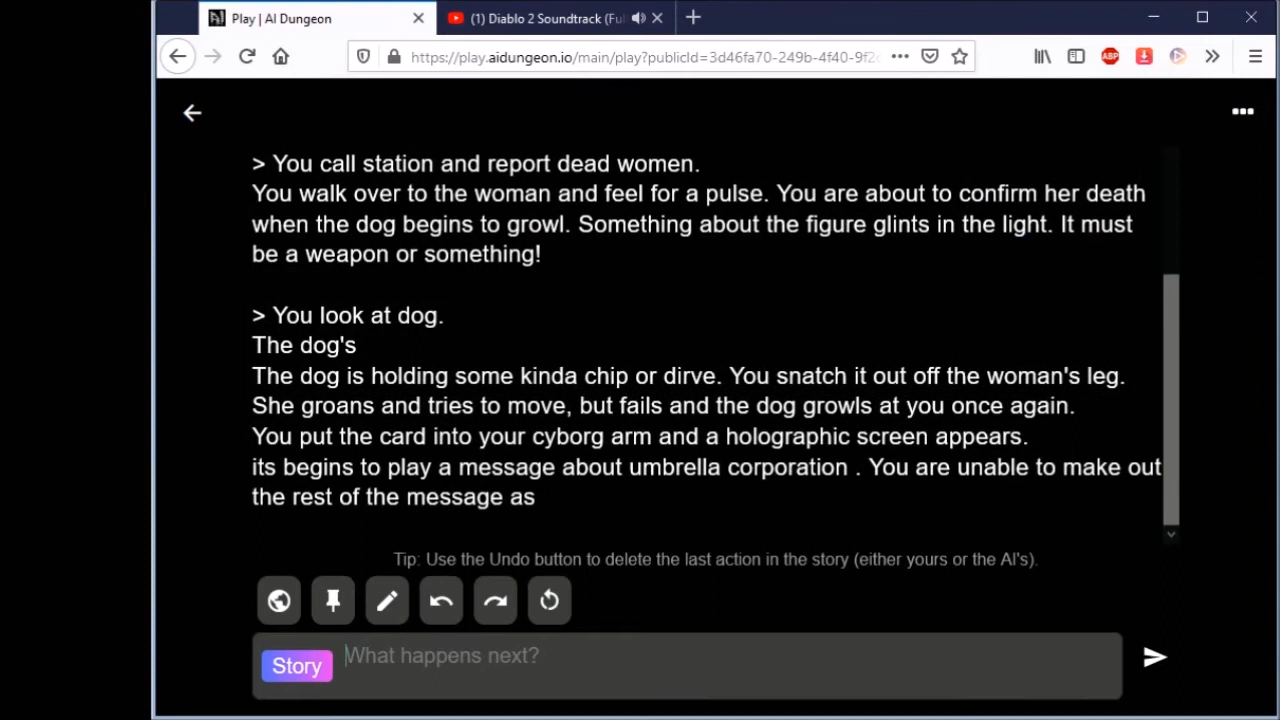 Play | AI Dungeon
(1) Diablo 2 Soundtrack (Ful
https://play.aidungeon.io/main/play?publicId=3d46fa70-249b-4f40-9f2
ABP
> You call station and report dead women.
You walk over to the woman and feel for a pulse. You are about to confirm her death
when the dog begins to growl. Something about the figure glints in the light. It must
be a weapon or something!
> You look at dog.
The dog's
The dog is holding some kinda chip or dirve. You snatch it out off the woman's leg.
She groans and tries to move, but fails and the dog growls at you once again.
You put the card into your cyborg arm and a holographic screen appears.
its begins to play a message about umbrella corporation . You are unable to make out
the rest of the message as
Tip: Use the Undo button to delete the last action in the story (either yours or the AI's).
Story
What happens next?